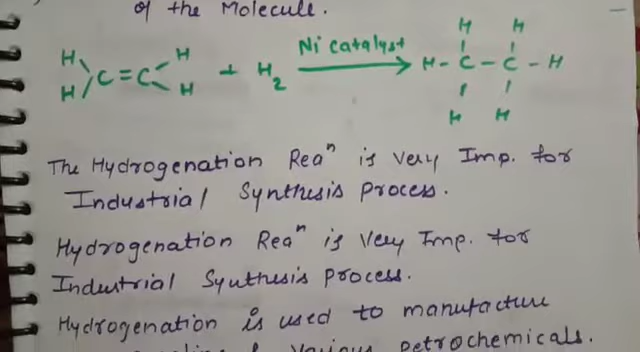 of the Molecule.
H H H H
C=C + H2 Ni Catalyst → H-C-C-H
H H H H
The Hydrogenation Reaⁿ is very Imp. for
Industrial Synthesis Process.
Hydrogenation Reaⁿ is Very Imp. for
Industrial Synthesis process.
Hydrogenation is used to manufacture
various petrochemicals.